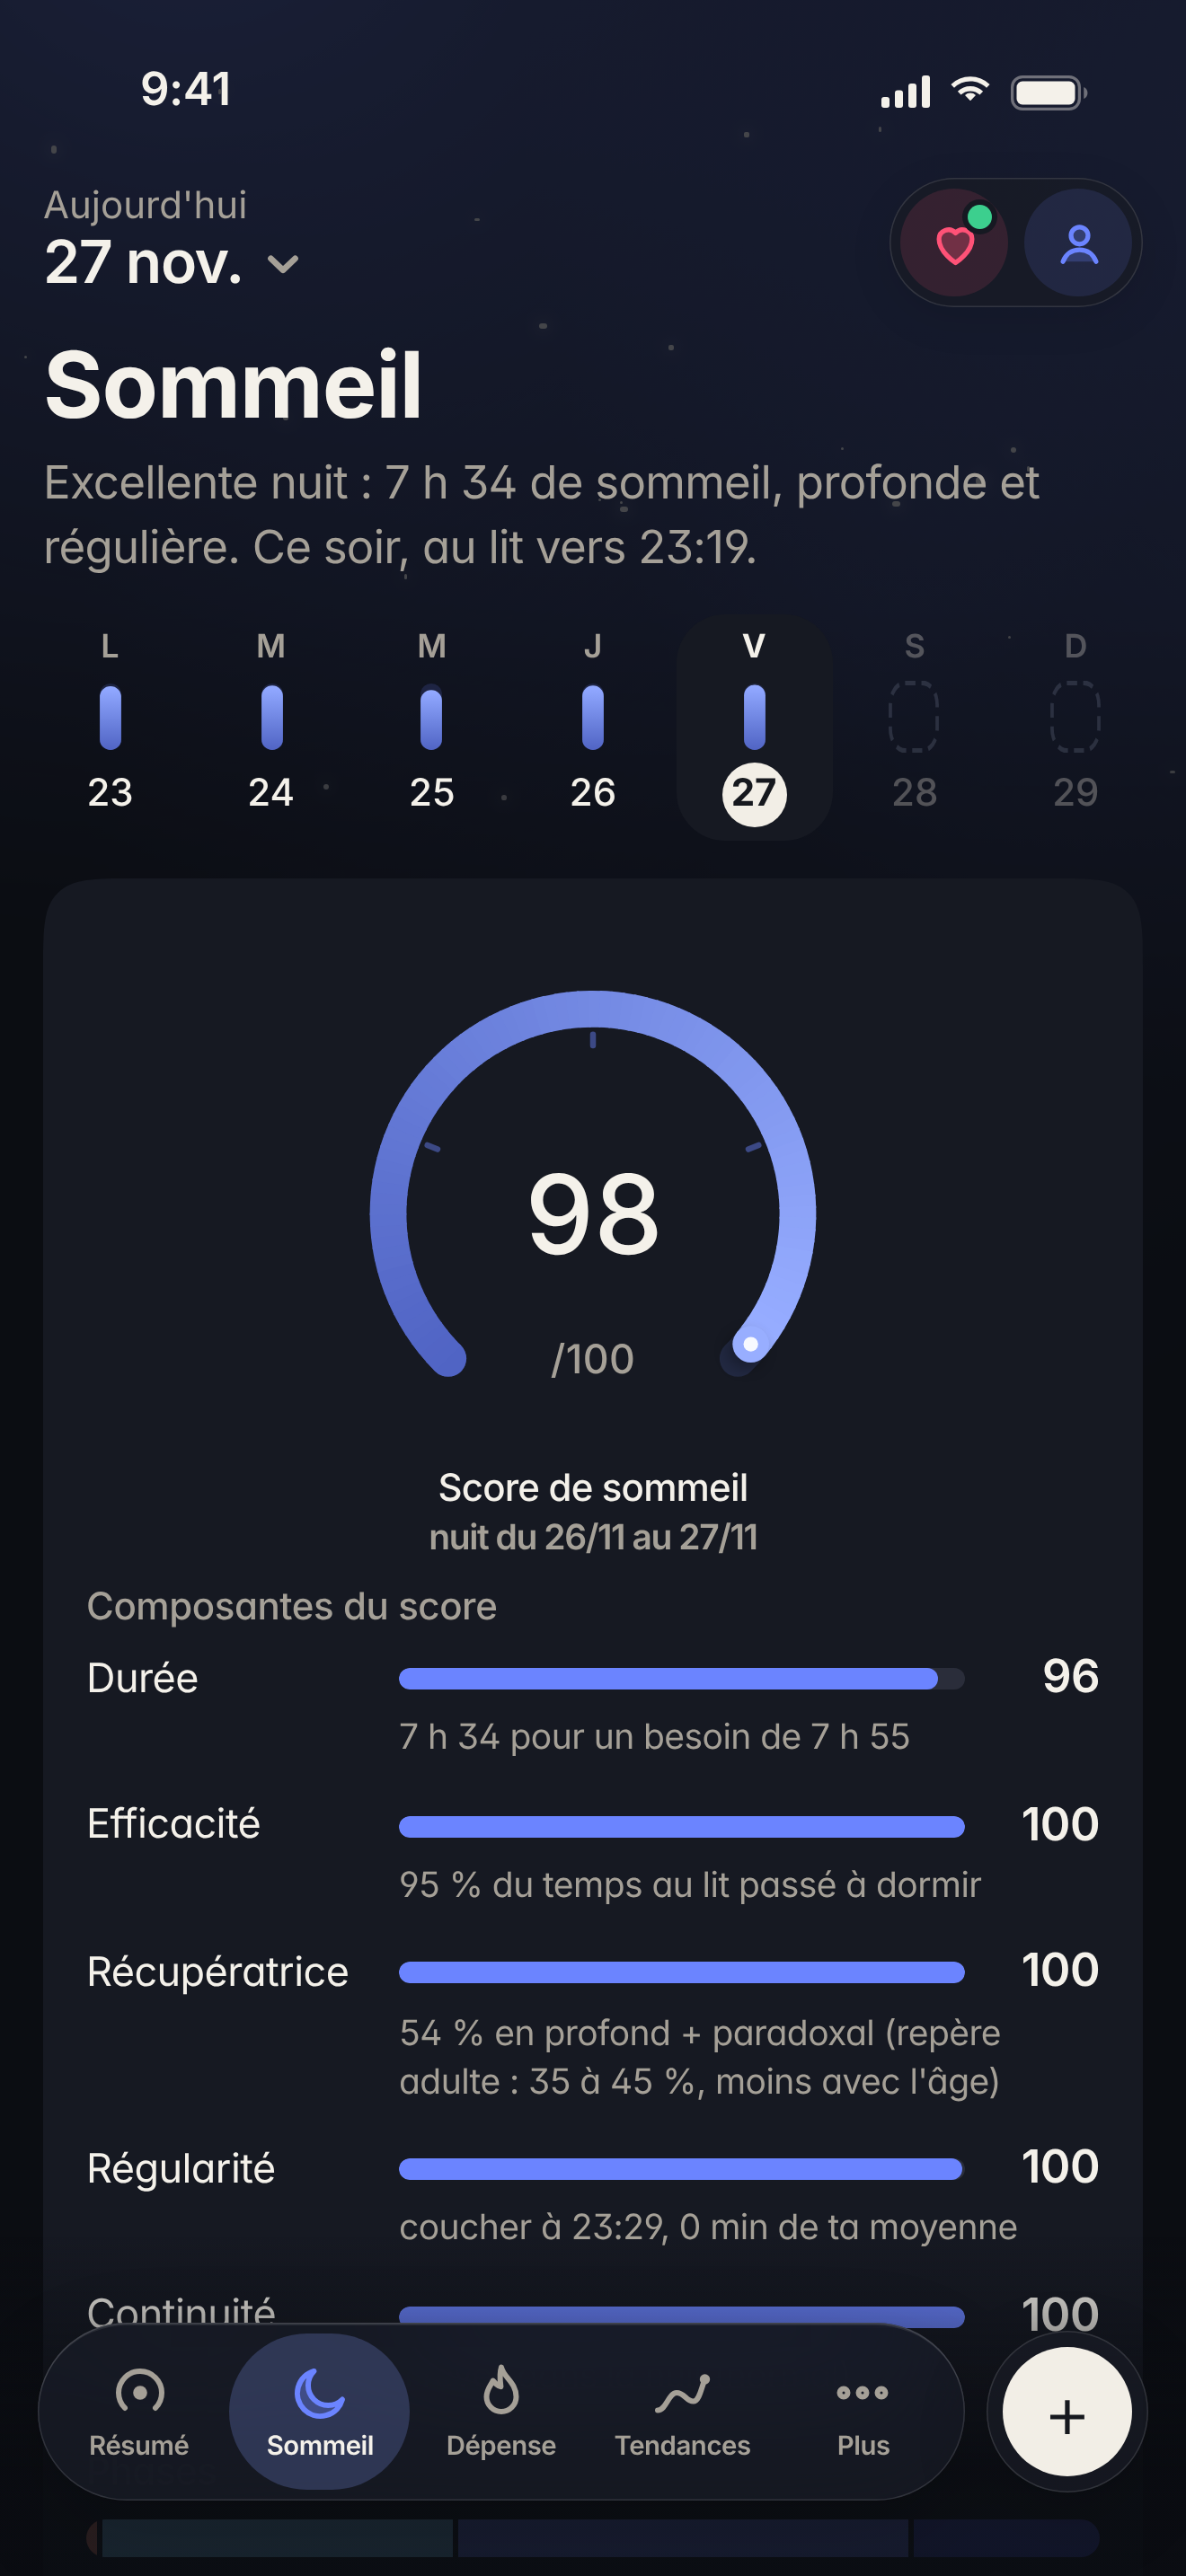 9:41
Aujourd'hui
27 nov.
Sommeil
Excellente nuit : 7 h 34 de sommeil, profonde et
régulière. Ce soir, au lit vers 23:19.
L M M J V S D
23 24 25 26 27 28 29
98
/100
Score de sommeil
nuit du 26/11 au 27/11
Composantes du score
Durée 96
7 h 34 pour un besoin de 7 h 55
Efficacité 100
95 % du temps au lit passé à dormir
Récupératrice 100
54 % en profond + paradoxal (repère
adulte : 35 à 45 %, moins avec l'âge)
Régularité 100
coucher à 23:29, 0 min de ta moyenne
Continuité 100
Résumé Sommeil Dépense Tendances Plus
Phases